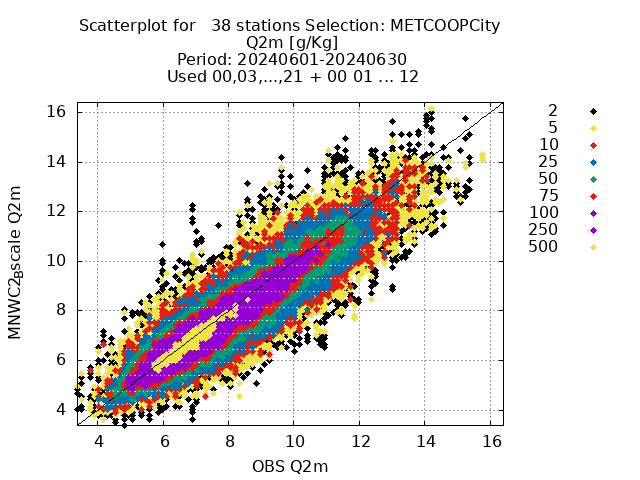 Scatterplot for   38 stations Selection: METCOOPCity
Q2m [g/Kg]
Period: 20240601-20240630
Used 00,03,...,21 + 00 01 ... 12
16
14
12
10
8
6
4
4 6 8 10 12 14 16
OBS Q2m
2
5
10
25
50
75
100
250
500